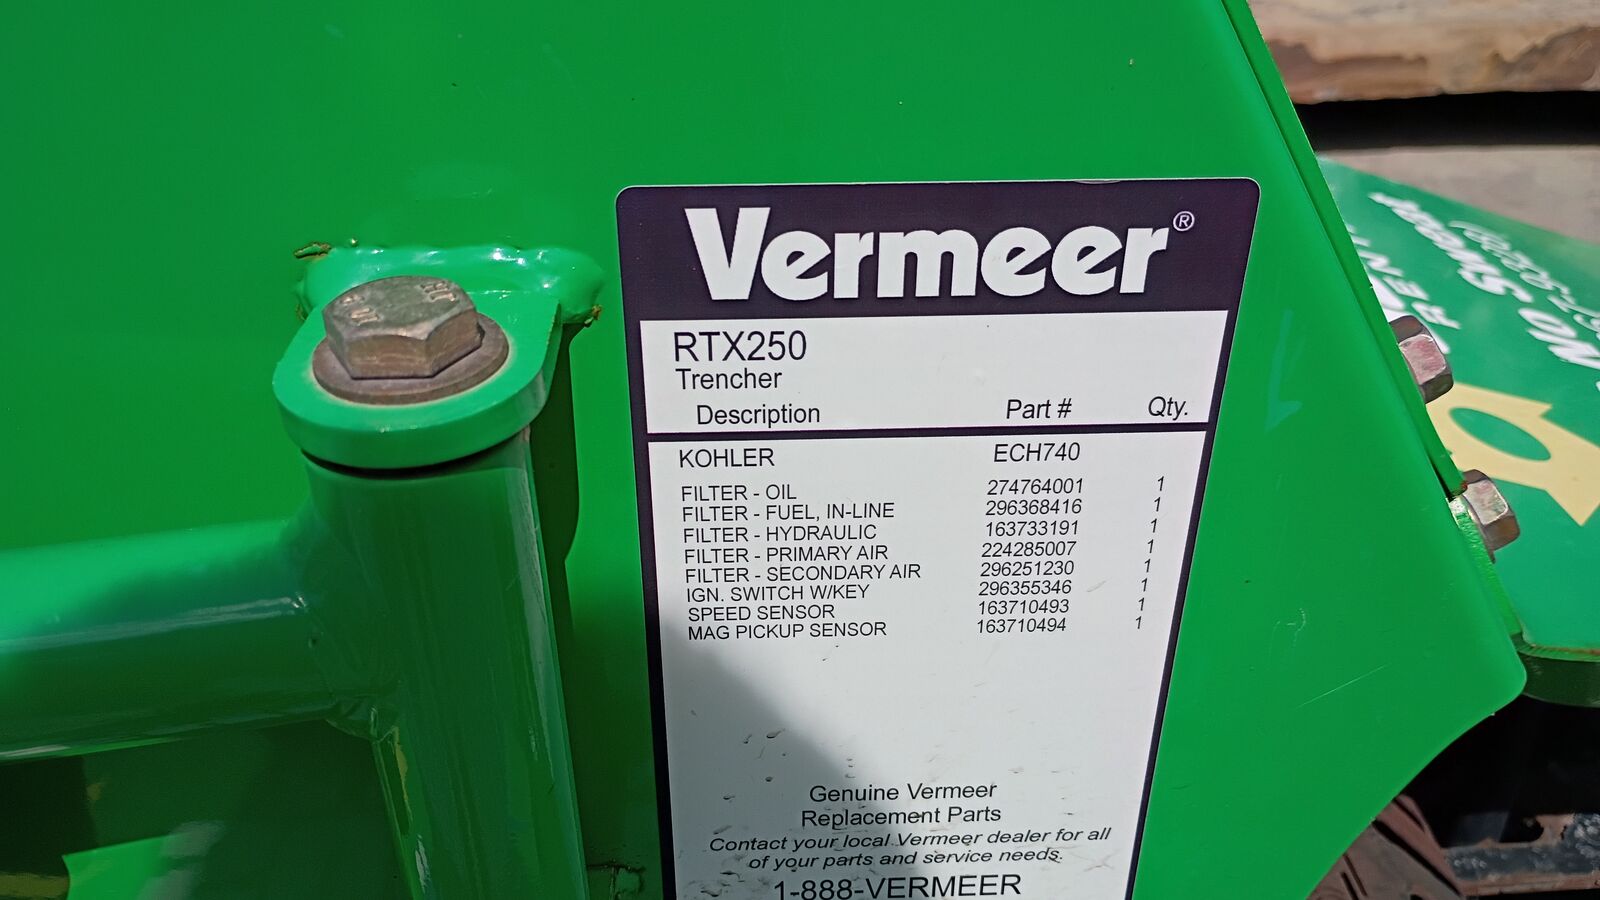 Vermeer®
RTX250
Trencher
Description Part # Qty.
KOHLER ECH740
FILTER - OIL 274764001 1
FILTER - FUEL, IN-LINE 296368416 1
FILTER - HYDRAULIC 163733191 1
FILTER - PRIMARY AIR 224285007 1
FILTER - SECONDARY AIR 296251230 1
IGN. SWITCH W/KEY 296355346 1
SPEED SENSOR 163710493 1
MAG PICKUP SENSOR 163710494 1
Genuine Vermeer
Replacement Parts
Contact your local Vermeer dealer for all
of your parts and service needs.
1-888-VERMEER
NO SWORK